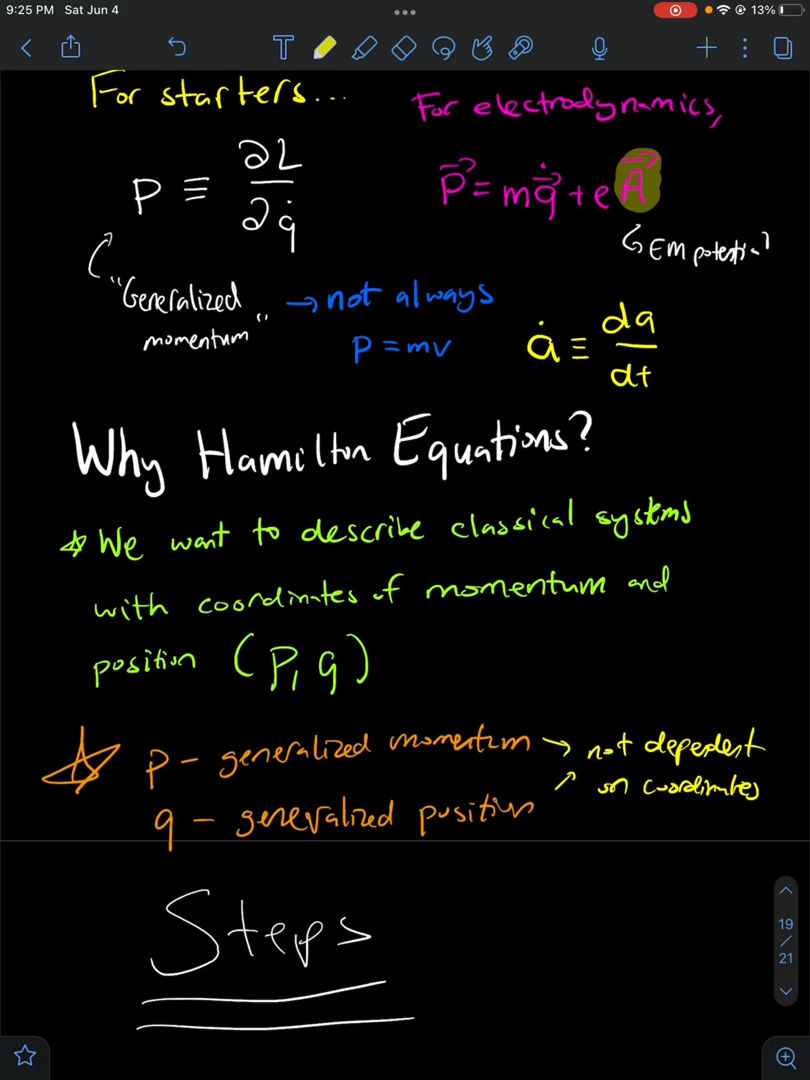 9:25 PM Sat Jun 4
13%
For starters...
For electrodynamics,
P ≡ ∂L/∂q̇
P⃗ = mq⃗̇ + eA⃗
EM potential
"Generalized momentum"
→ not always
P = mv
ȧ ≡ da/dt
Why Hamilton Equations?
☆ We want to describe classical systems
with coordinates of momentum and
position (P, q)
☆ p – generalized momentum → not dependent
q – generalized position ↗ on coordinates
Steps
19
/
21